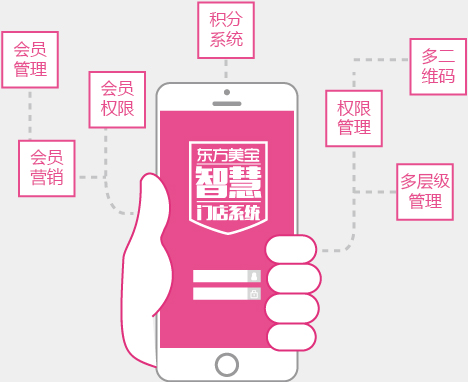 积分
系统
会员
管理
会员
权限
会员
营销
权限
管理
多二
维码
多层级
管理
东方美宝
智慧
门店系统